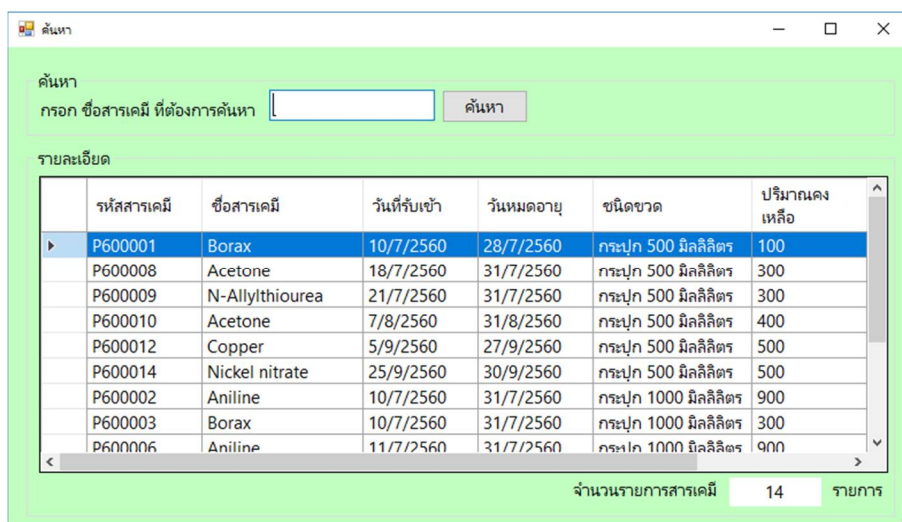 ค้นหา
ค้นหา
กรอก ชื่อสารเคมี ที่ต้องการค้นหา ค้นหา
รายละเอียด
รหัสสารเคมี ชื่อสารเคมี วันที่รับเข้า วันหมดอายุ ชนิดขวด ปริมาณคง
เหลือ
P600001 Borax 10/7/2560 28/7/2560 กระปุก 500 มิลลิลิตร 100
P600008 Acetone 18/7/2560 31/7/2560 กระปุก 500 มิลลิลิตร 300
P600009 N-Allylthiourea 21/7/2560 31/7/2560 กระปุก 500 มิลลิลิตร 300
P600010 Acetone 7/8/2560 31/8/2560 กระปุก 500 มิลลิลิตร 400
P600012 Copper 5/9/2560 27/9/2560 กระปุก 500 มิลลิลิตร 500
P600014 Nickel nitrate 25/9/2560 30/9/2560 กระปุก 500 มิลลิลิตร 500
P600002 Aniline 10/7/2560 31/7/2560 กระปุก 1000 มิลลิลิตร 900
P600003 Borax 10/7/2560 31/7/2560 กระปุก 1000 มิลลิลิตร 300
P600006 Aniline 11/7/2560 31/7/2560 กระปุก 1000 มิลลิลิตร 900
จำนวนรายการสารเคมี 14 รายการ